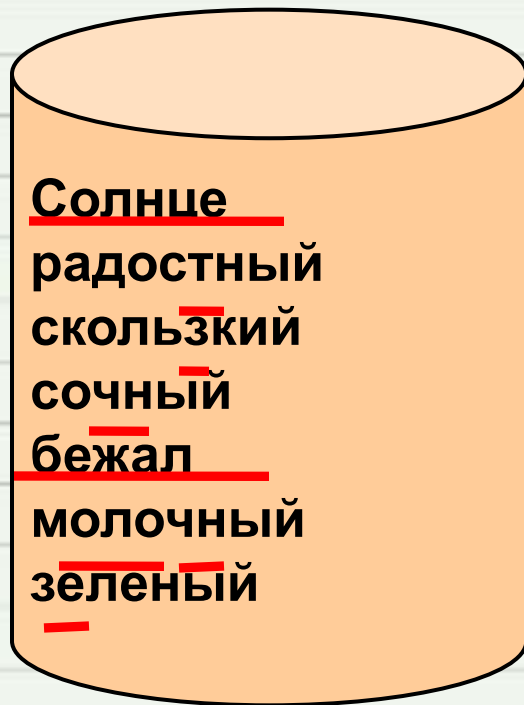 Солнце
радостный
скользкий
сочный
бежал
молочный
зеленый